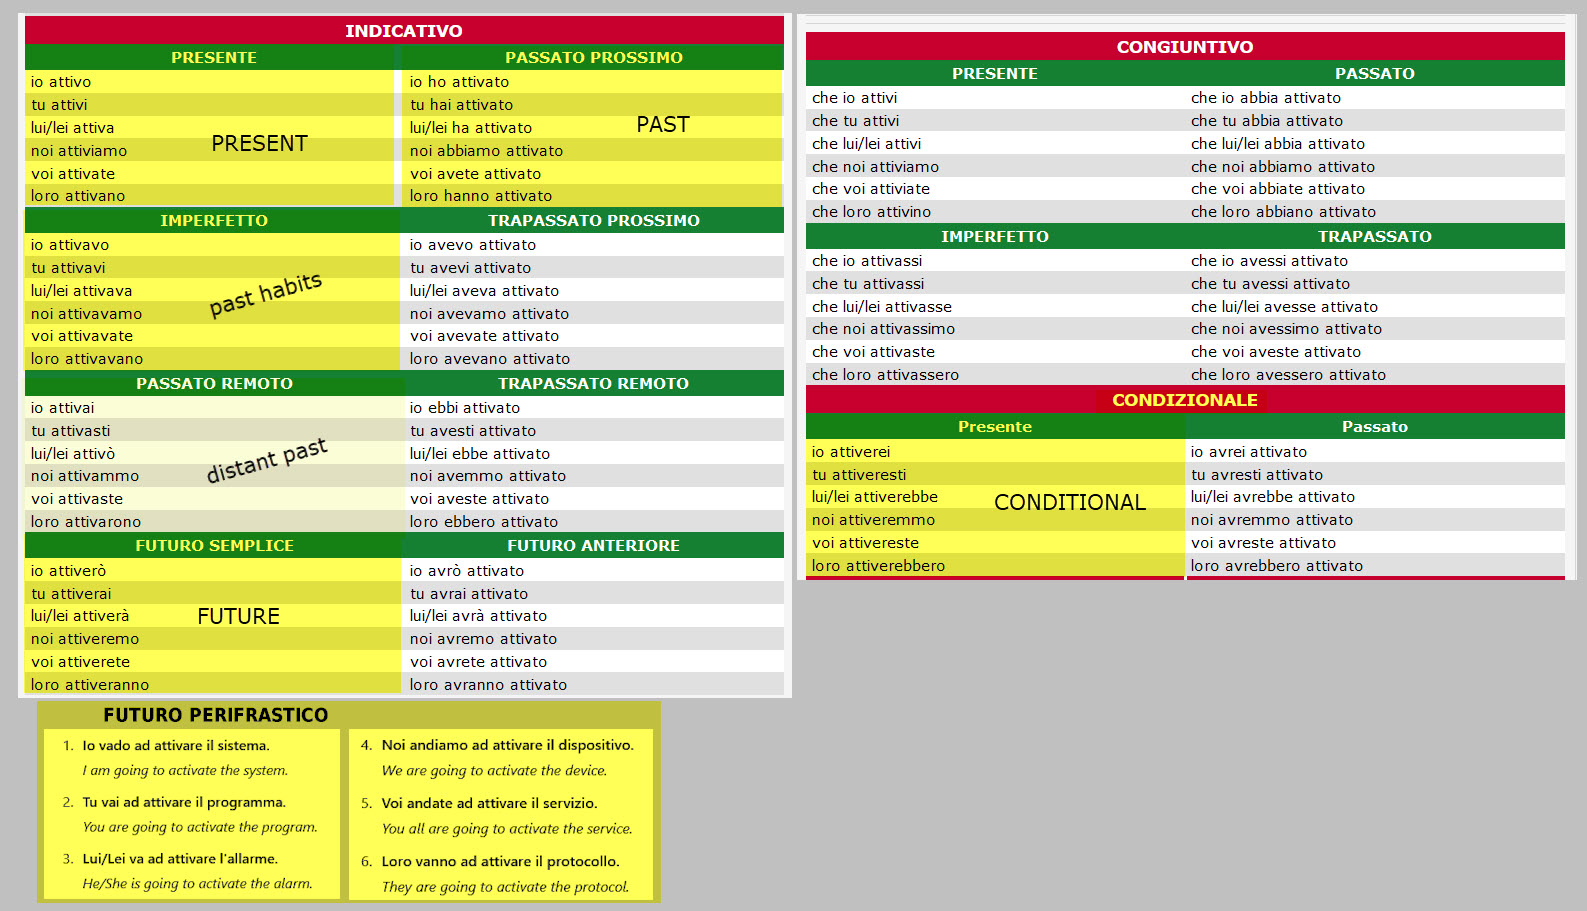 INDICATIVO
PRESENTE
io attivo
tu attivi
lui/lei attiva
noi attiviamo
voi attivate
loro attivano
PRESENT
PASSATO PROSSIMO
io ho attivato
tu hai attivato
lui/lei ha attivato
noi abbiamo attivato
voi avete attivato
loro hanno attivato
PAST
IMPERFETTO
io attivavo
tu attivavi
lui/lei attivava
noi attivavamo
voi attivavate
loro attivavano
past habits
TRAPASSATO PROSSIMO
io avevo attivato
tu avevi attivato
lui/lei aveva attivato
noi avevamo attivato
voi avevate attivato
loro avevano attivato
PASSATO REMOTO
io attivai
tu attivasti
lui/lei attivò
noi attivammo
voi attivaste
loro attivarono
distant past
TRAPASSATO REMOTO
io ebbi attivato
tu avesti attivato
lui/lei ebbe attivato
noi avemmo attivato
voi aveste attivato
loro ebbero attivato
FUTURO SEMPLICE
io attiverò
tu attiverai
lui/lei attiverà
noi attiveremo
voi attiverete
loro attiveranno
FUTURE
FUTURO ANTERIORE
io avrò attivato
tu avrai attivato
lui/lei avrà attivato
noi avremo attivato
voi avrete attivato
loro avranno attivato
FUTURO PERIFRASTICO
1. Io vado ad attivare il sistema.
I am going to activate the system.
2. Tu vai ad attivare il programma.
You are going to activate the program.
3. Lui/Lei va ad attivare l'allarme.
He/She is going to activate the alarm.
4. Noi andiamo ad attivare il dispositivo.
We are going to activate the device.
5. Voi andate ad attivare il servizio.
You all are going to activate the service.
6. Loro vanno ad attivare il protocollo.
They are going to activate the protocol.
CONGIUNTIVO
PRESENTE
che io attivi
che tu attivi
che lui/lei attivi
che noi attiviamo
che voi attiviate
che loro attivino
PASSATO
che io abbia attivato
che tu abbia attivato
che lui/lei abbia attivato
che noi abbiamo attivato
che voi abbiate attivato
che loro abbiano attivato
IMPERFETTO
che io attivassi
che tu attivassi
che lui/lei attivasse
che noi attivassimo
che voi attivaste
che loro attivassero
TRAPASSATO
che io avessi attivato
che tu avessi attivato
che lui/lei avesse attivato
che noi avessimo attivato
che voi aveste attivato
che loro avessero attivato
CONDIZIONALE
Presente
io attiverei
tu attiveresti
lui/lei attiverebbe
noi attiveremmo
voi attivereste
loro attiverebbero
CONDITIONAL
Passato
io avrei attivato
tu avresti attivato
lui/lei avrebbe attivato
noi avremmo attivato
voi avreste attivato
loro avrebbero attivato